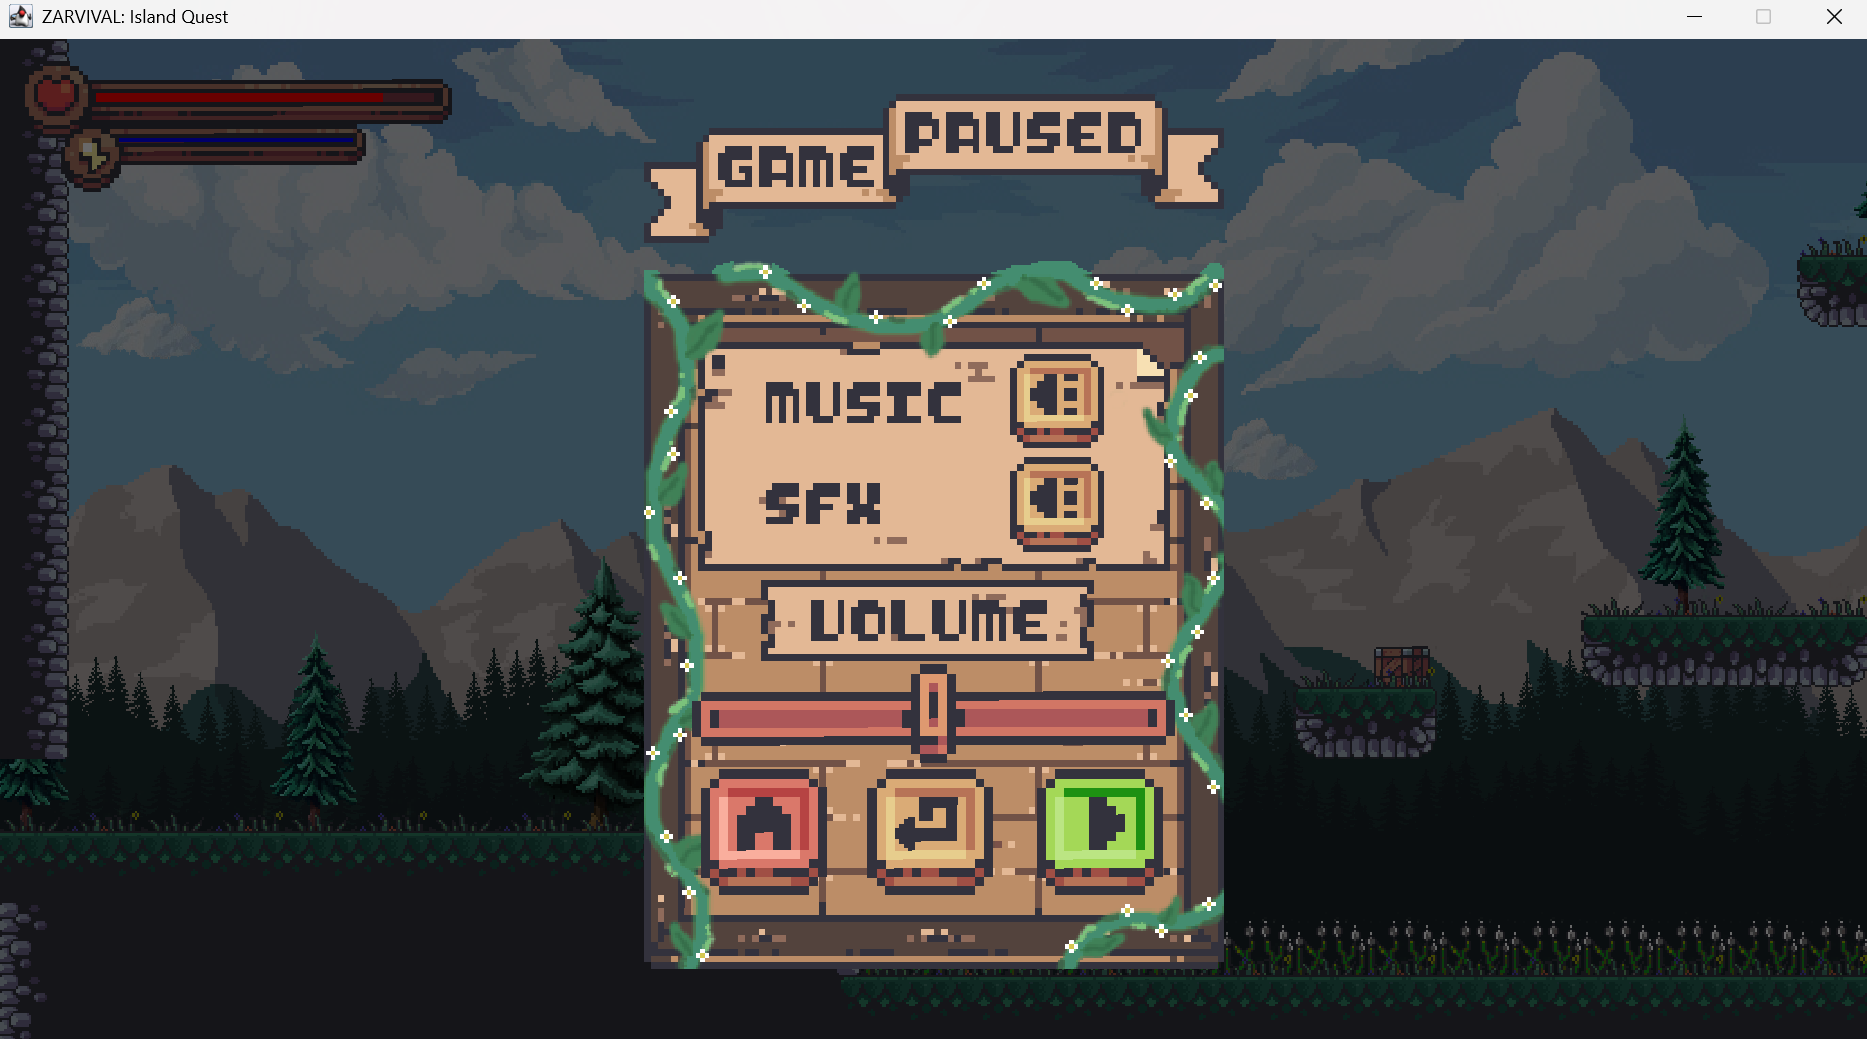 ZARVIVAL: Island Quest
GAME PAUSED
MUSIC
SFX
VOLUME